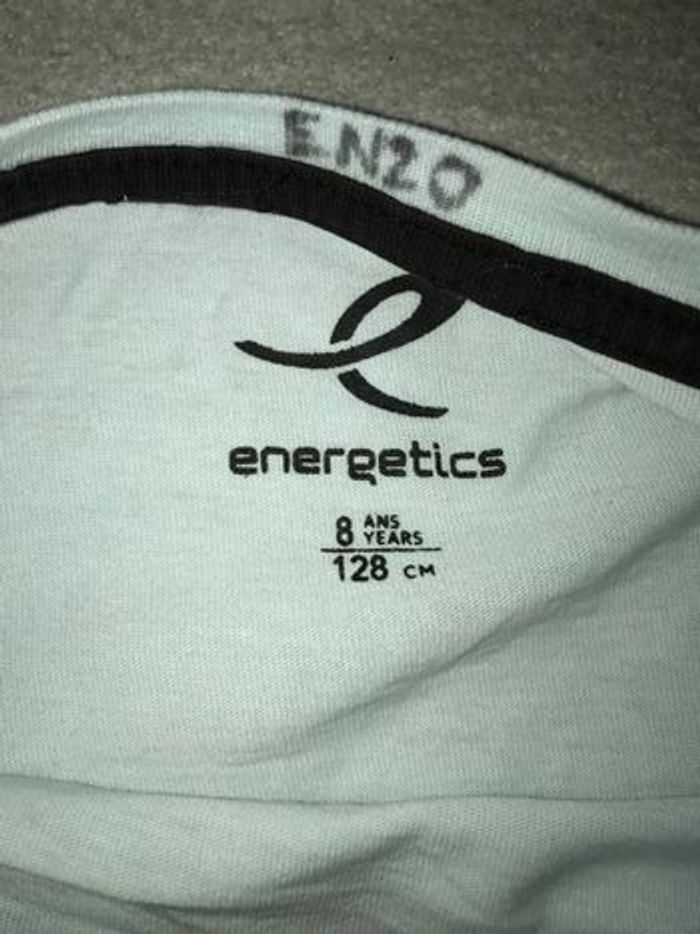 ENZO
energetics
8 ANS
YEARS
128 CM